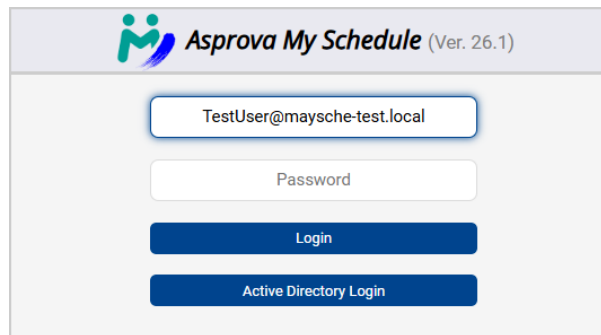 Asprova My Schedule (Ver. 26.1)
TestUser@maysche-test.local
Password
Login
Active Directory Login